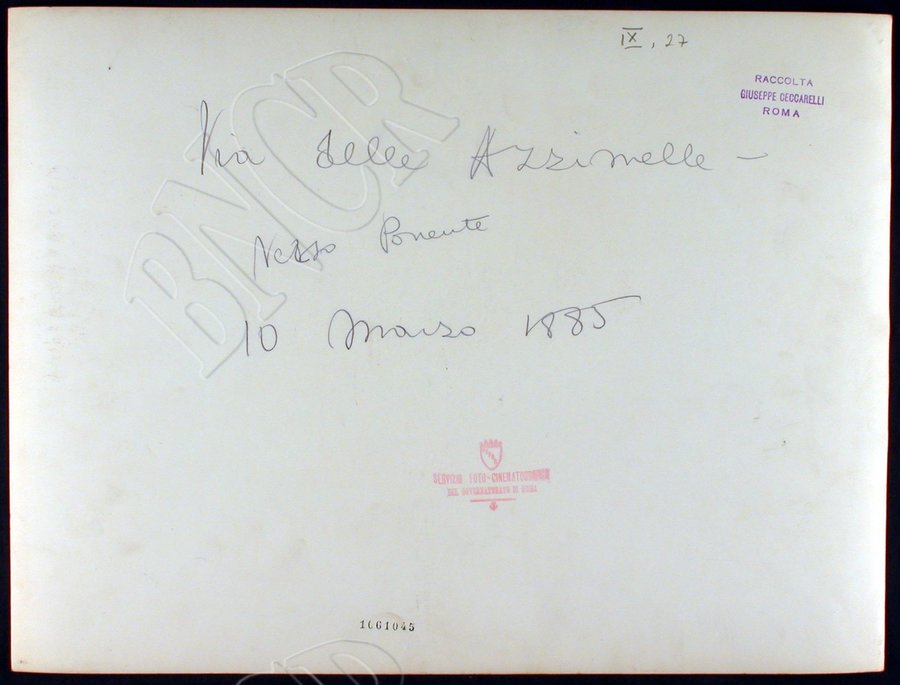 IX, 27
RACCOLTA
GIUSEPPE CECCARELLI
ROMA
Via delle Azzimelle -
Verso Ponente
10 Marzo 1885
SERVIZIO FOTO-CINEMATOGRAFICO
DEL GOVERNATORATO DI ROMA
1061045
BNCR